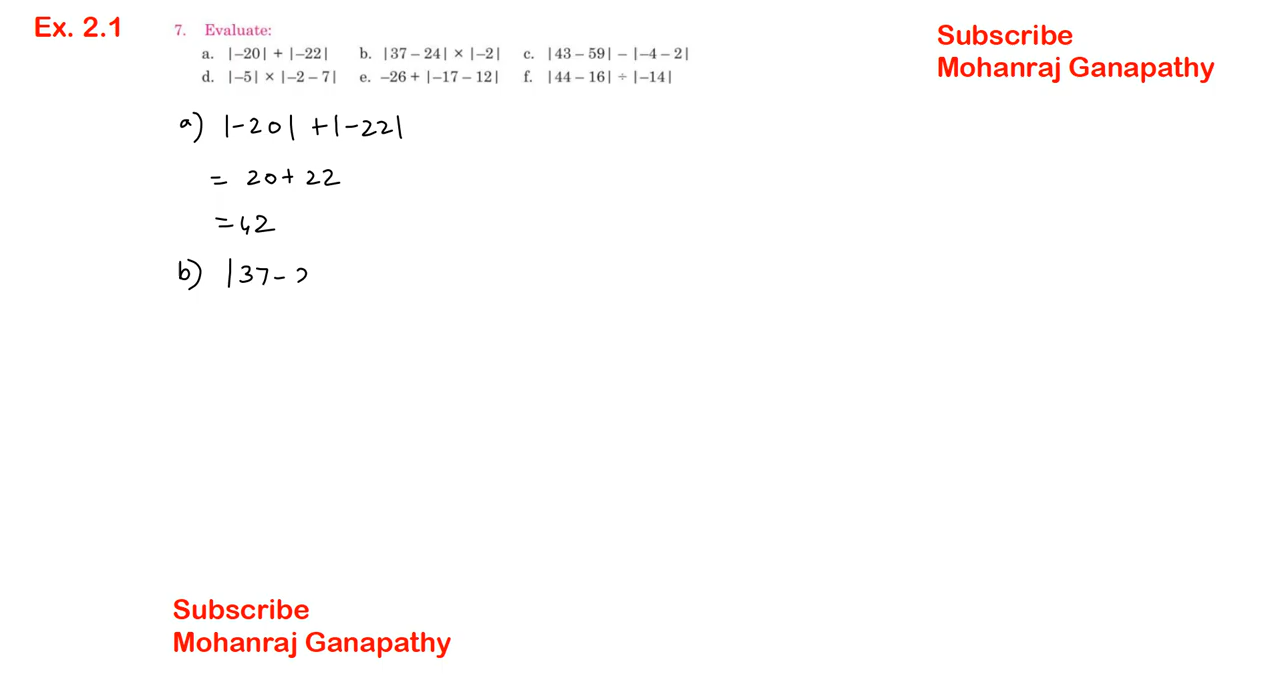 Ex. 2.1
7. Evaluate:
a. |–20| + |–22| b. |37 – 24| × |–2| c. |43 – 59| – |–4 – 2|
d. |–5| × |–2 – 7| e. –26 + |–17 – 12| f. |44 – 16| ÷ |–14|
Subscribe
Mohanraj Ganapathy
a) |-20| +|-22|
= 20+ 22
=42
b) |37-
Subscribe
Mohanraj Ganapathy